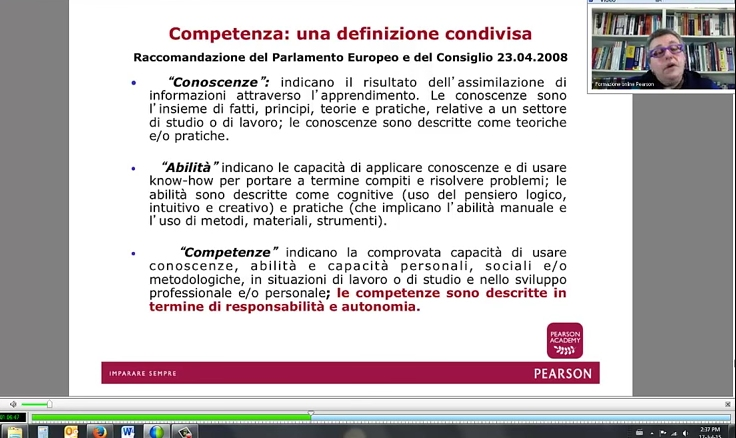 Competenza: una definizione condivisa
Raccomandazione del Parlamento Europeo e del Consiglio 23.04.2008
• “Conoscenze”: indicano il risultato dell'assimilazione di
informazioni attraverso l'apprendimento. Le conoscenze sono
l'insieme di fatti, principi, teorie e pratiche, relative a un settore
di studio o di lavoro; le conoscenze sono descritte come teoriche
e/o pratiche.
• “Abilità” indicano le capacità di applicare conoscenze e di usare
know-how per portare a termine compiti e risolvere problemi; le
abilità sono descritte come cognitive (uso del pensiero logico,
intuitivo e creativo) e pratiche (che implicano l'abilità manuale e
l'uso di metodi, materiali, strumenti).
• “Competenze” indicano la comprovata capacità di usare
conoscenze, abilità e capacità personali, sociali e/o
metodologiche, in situazioni di lavoro o di studio e nello sviluppo
professionale e/o personale; le competenze sono descritte in
termine di responsabilità e autonomia.
PEARSON
ACADEMY
IMPARARE SEMPRE
PEARSON
Formazione online Pearson
2:37 PM